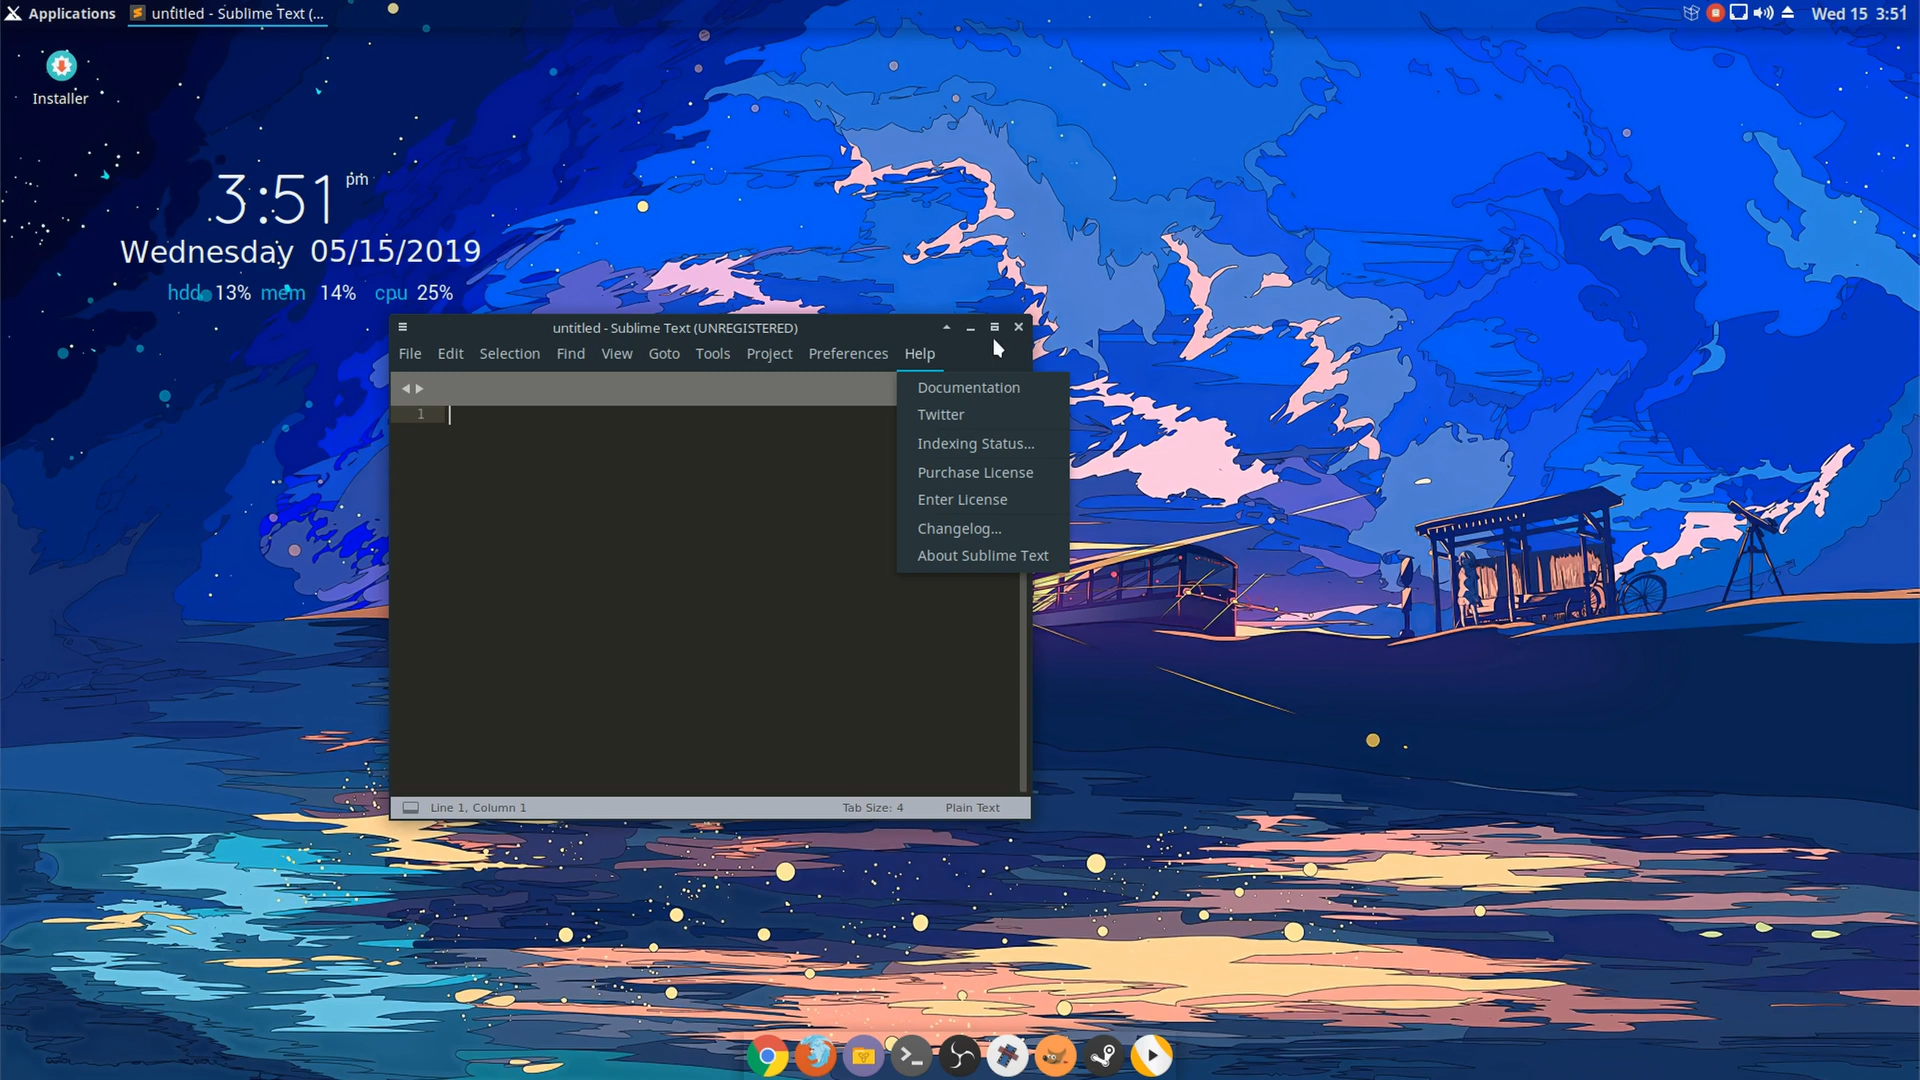 Applications untitled - Sublime Text (... Wed 15 3:51
Installer
3:51 pm
Wednesday 05/15/2019
hdd 13% mem 14% cpu 25%
untitled - Sublime Text (UNREGISTERED)
File Edit Selection Find View Goto Tools Project Preferences Help
Documentation
1
Twitter
Indexing Status...
Purchase License
Enter License
Changelog...
About Sublime Text
Line 1, Column 1 Tab Size: 4 Plain Text